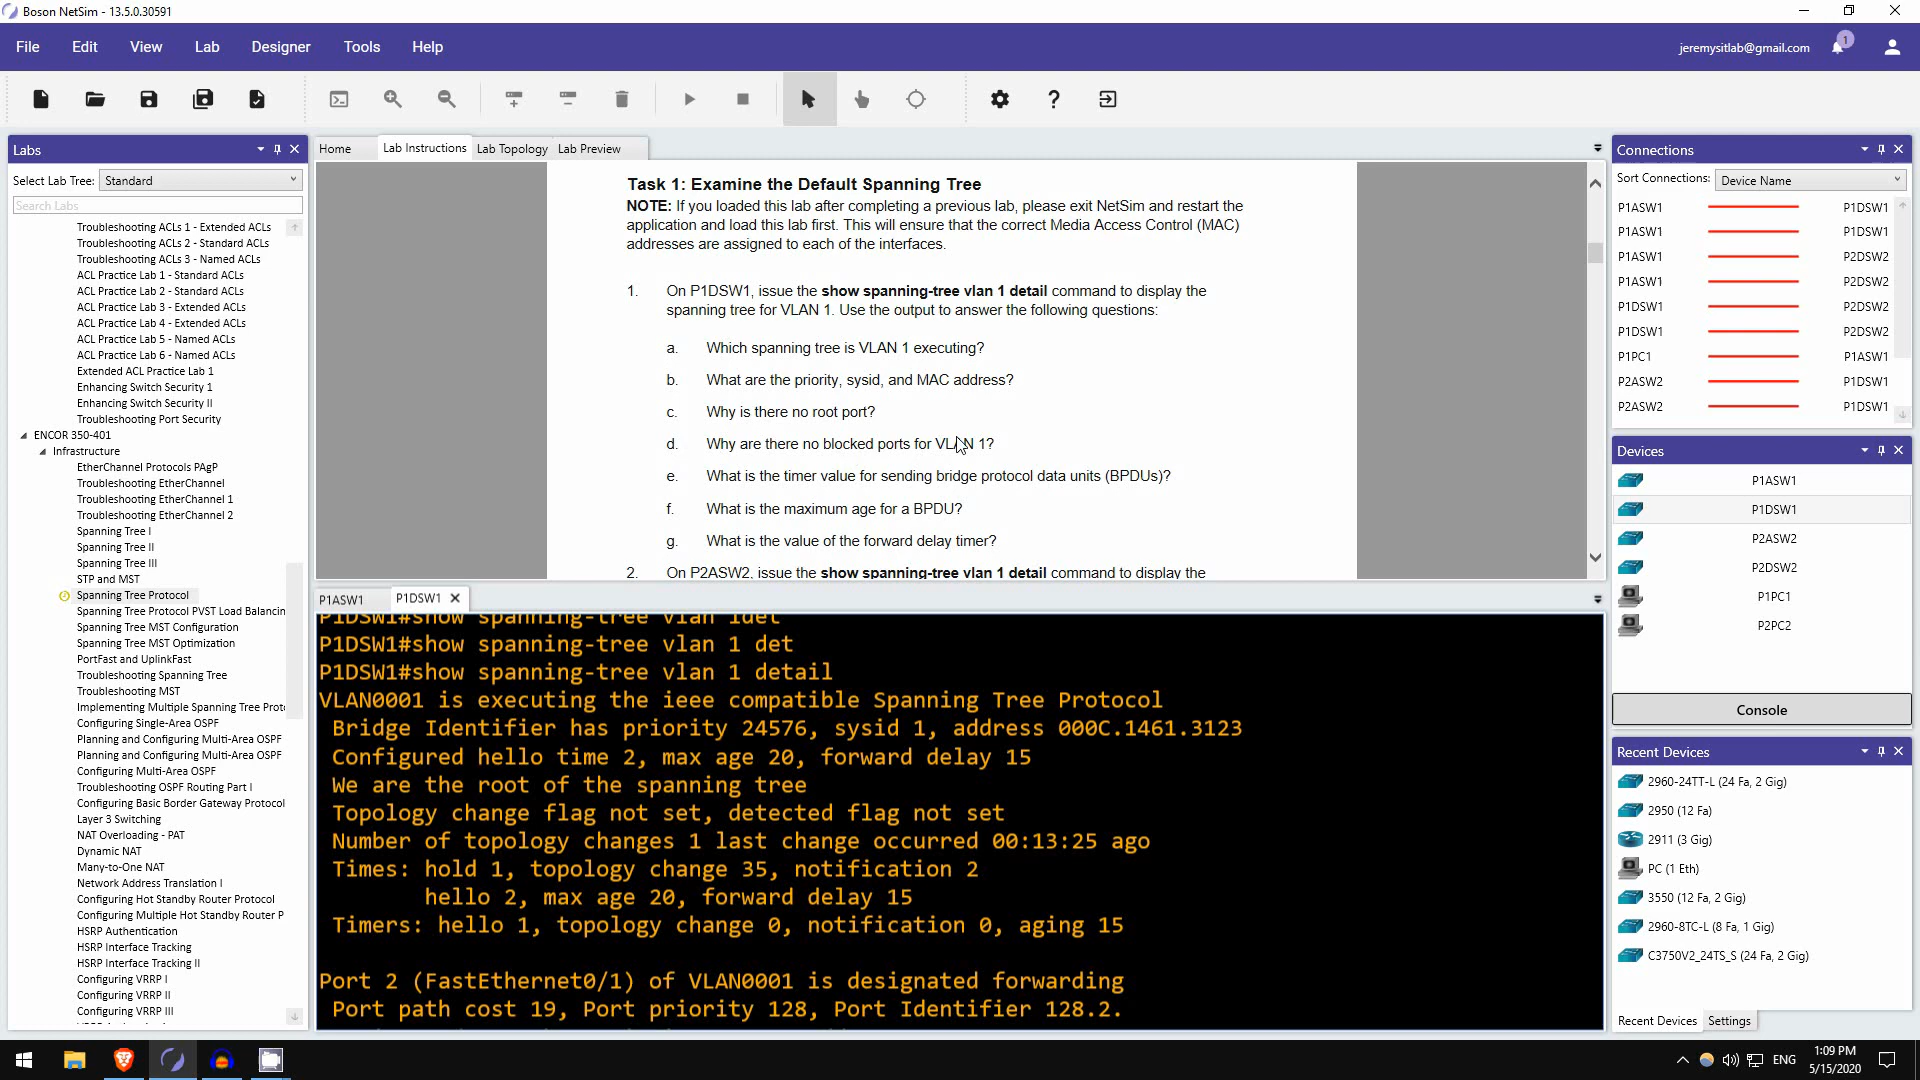 Boson NetSim - 13.5.0.30591
File Edit View Lab Designer Tools Help
jeremysitlab@gmail.com 1
Labs
Select Lab Tree: Standard
Search Labs
Troubleshooting ACLs 1 - Extended ACLs
Troubleshooting ACLs 2 - Standard ACLs
Troubleshooting ACLs 3 - Named ACLs
ACL Practice Lab 1 - Standard ACLs
ACL Practice Lab 2 - Standard ACLs
ACL Practice Lab 3 - Extended ACLs
ACL Practice Lab 4 - Extended ACLs
ACL Practice Lab 5 - Named ACLs
ACL Practice Lab 6 - Named ACLs
Extended ACL Practice Lab 1
Enhancing Switch Security 1
Enhancing Switch Security II
Troubleshooting Port Security
ENCOR 350-401
Infrastructure
EtherChannel Protocols PAgP
Troubleshooting EtherChannel
Troubleshooting EtherChannel 1
Troubleshooting EtherChannel 2
Spanning Tree I
Spanning Tree II
Spanning Tree III
STP and MST
Spanning Tree Protocol
Spanning Tree Protocol PVST Load Balancin
Spanning Tree MST Configuration
Spanning Tree MST Optimization
PortFast and UplinkFast
Troubleshooting Spanning Tree
Troubleshooting MST
Implementing Multiple Spanning Tree Proto
Configuring Single-Area OSPF
Planning and Configuring Multi-Area OSPF
Planning and Configuring Multi-Area OSPF
Configuring Multi-Area OSPF
Troubleshooting OSPF Routing Part I
Configuring Basic Border Gateway Protocol
Layer 3 Switching
NAT Overloading - PAT
Dynamic NAT
Many-to-One NAT
Network Address Translation I
Configuring Hot Standby Router Protocol
Configuring Multiple Hot Standby Router P
HSRP Authentication
HSRP Interface Tracking
HSRP Interface Tracking II
Configuring VRRP I
Configuring VRRP II
Configuring VRRP III
Home Lab Instructions Lab Topology Lab Preview
Task 1: Examine the Default Spanning Tree
NOTE: If you loaded this lab after completing a previous lab, please exit NetSim and restart the
application and load this lab first. This will ensure that the correct Media Access Control (MAC)
addresses are assigned to each of the interfaces.
1. On P1DSW1, issue the show spanning-tree vlan 1 detail command to display the
spanning tree for VLAN 1. Use the output to answer the following questions:
a. Which spanning tree is VLAN 1 executing?
b. What are the priority, sysid, and MAC address?
c. Why is there no root port?
d. Why are there no blocked ports for VLAN 1?
e. What is the timer value for sending bridge protocol data units (BPDUs)?
f. What is the maximum age for a BPDU?
g. What is the value of the forward delay timer?
2. On P2ASW2, issue the show spanning-tree vlan 1 detail command to display the
P1ASW1 P1DSW1
P1DSW1#show spanning-tree vlan 1det
P1DSW1#show spanning-tree vlan 1 det
P1DSW1#show spanning-tree vlan 1 detail
VLAN0001 is executing the ieee compatible Spanning Tree Protocol
Bridge Identifier has priority 24576, sysid 1, address 000C.1461.3123
Configured hello time 2, max age 20, forward delay 15
We are the root of the spanning tree
Topology change flag not set, detected flag not set
Number of topology changes 1 last change occurred 00:13:25 ago
Times: hold 1, topology change 35, notification 2
hello 2, max age 20, forward delay 15
Timers: hello 1, topology change 0, notification 0, aging 15
Port 2 (FastEthernet0/1) of VLAN0001 is designated forwarding
Port path cost 19, Port priority 128, Port Identifier 128.2.
Connections
Sort Connections: Device Name
P1ASW1 P1DSW1
P1ASW1 P1DSW1
P1ASW1 P2DSW2
P1ASW1 P2DSW2
P1DSW1 P2DSW2
P1DSW1 P2DSW2
P1PC1 P1ASW1
P2ASW2 P1DSW1
P2ASW2 P1DSW1
Devices
P1ASW1
P1DSW1
P2ASW2
P2DSW2
P1PC1
P2PC2
Console
Recent Devices
2960-24TT-L (24 Fa, 2 Gig)
2950 (12 Fa)
2911 (3 Gig)
PC (1 Eth)
3550 (12 Fa, 2 Gig)
2960-8TC-L (8 Fa, 1 Gig)
C3750V2_24TS_S (24 Fa, 2 Gig)
Recent Devices Settings
ENG
1:09 PM
5/15/2020